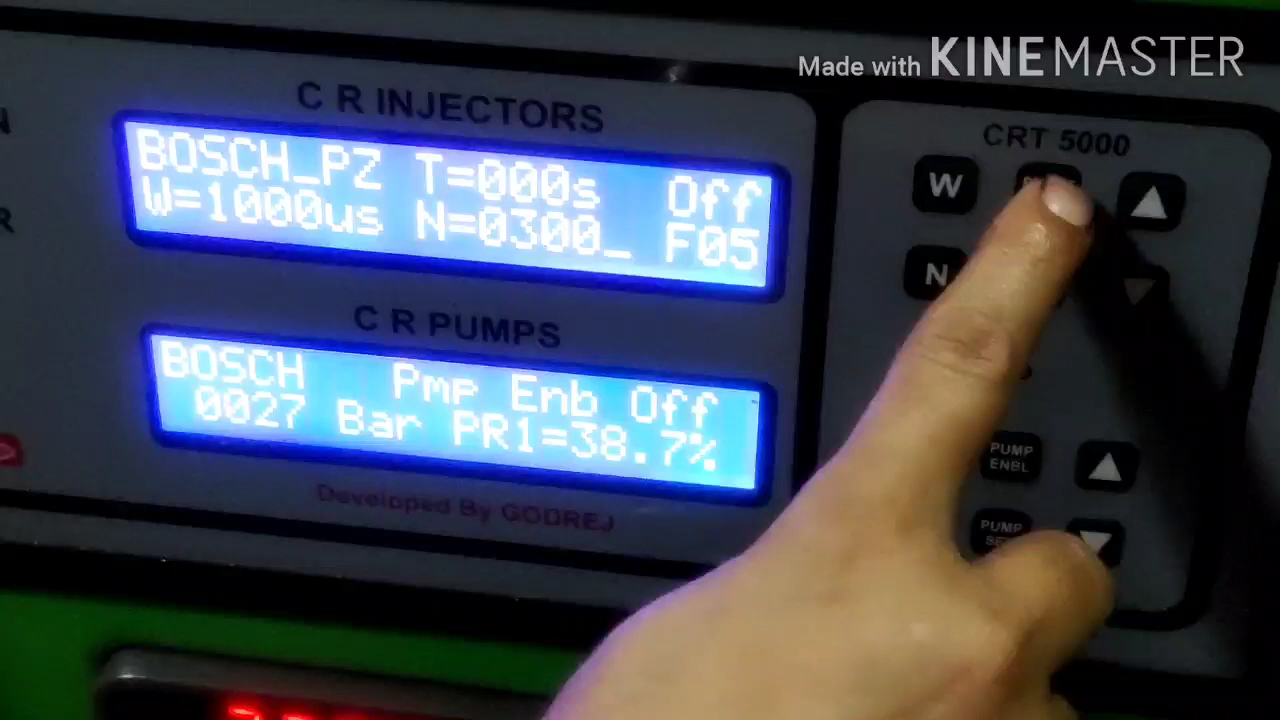 Made with KINEMASTER
C R INJECTORS
BOSCH_PZ T=000s Off
W=1000us N=0300_ F05
C R PUMPS
BOSCH Pmp Enb Off
0027 Bar PR1=38.7%
Developed By GODREJ
CRT 5000
W
N
PUMP
ENBL
PUMP